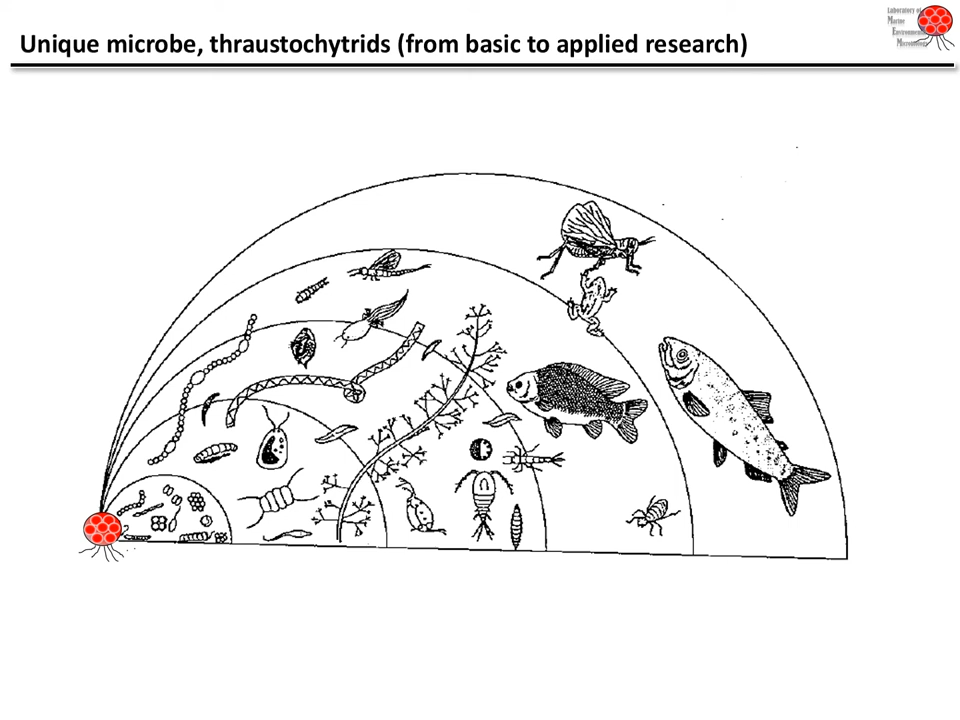 Unique microbe, thraustochytrids (from basic to applied research)
Laboratory of
Marine
Environmental
Microbiology